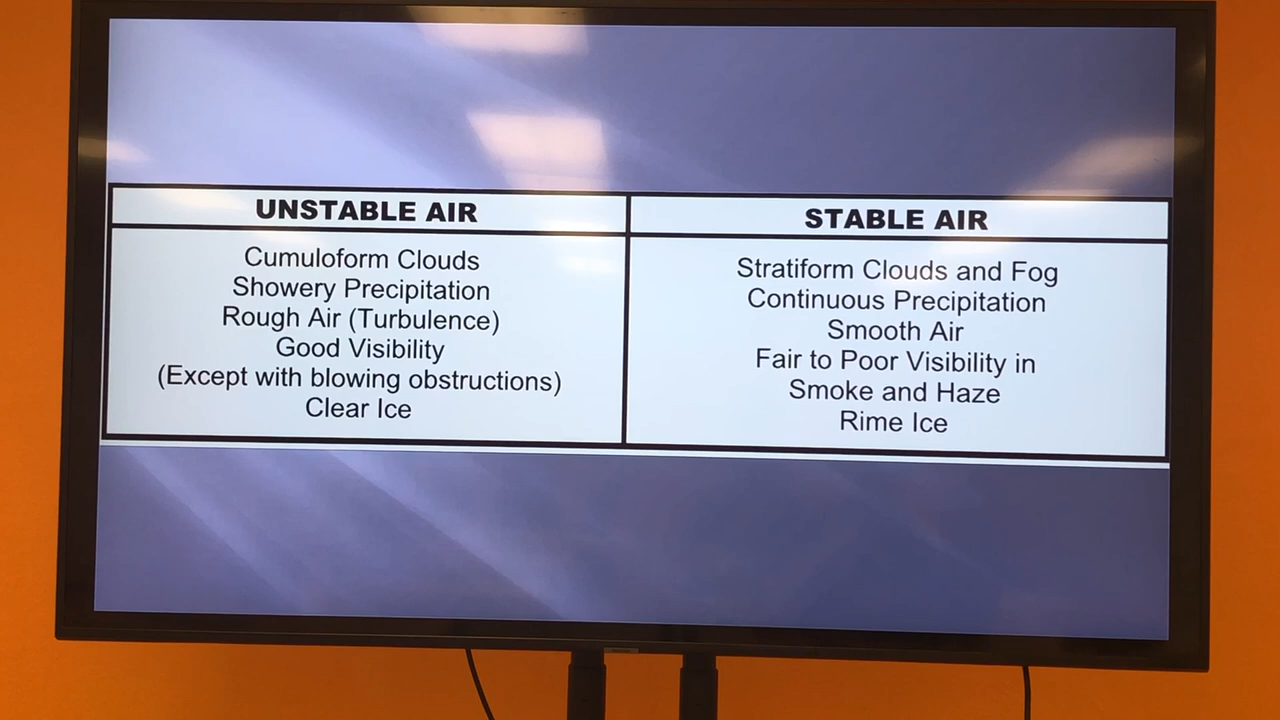 UNSTABLE AIR
Cumuloform Clouds
Showery Precipitation
Rough Air (Turbulence)
Good Visibility
(Except with blowing obstructions)
Clear Ice
STABLE AIR
Stratiform Clouds and Fog
Continuous Precipitation
Smooth Air
Fair to Poor Visibility in
Smoke and Haze
Rime Ice